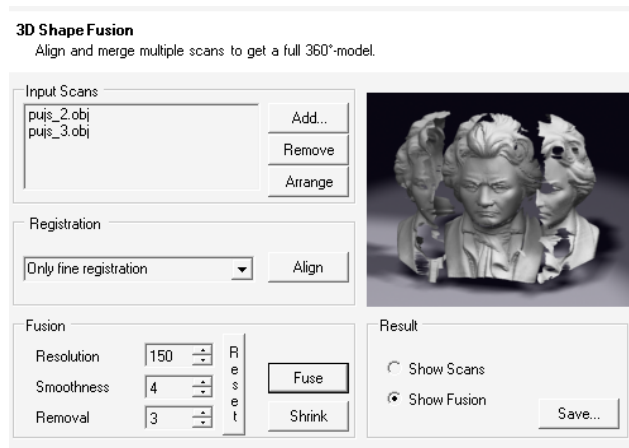 3D Shape Fusion
Align and merge multiple scans to get a full 360°-model.
Input Scans
pujs_2.obj
pujs_3.obj
Add...
Remove
Arrange
Registration
Only fine registration
Align
Fusion
Resolution 150
Smoothness 4
Removal 3
Reset
Fuse
Shrink
Result
Show Scans
Show Fusion
Save...